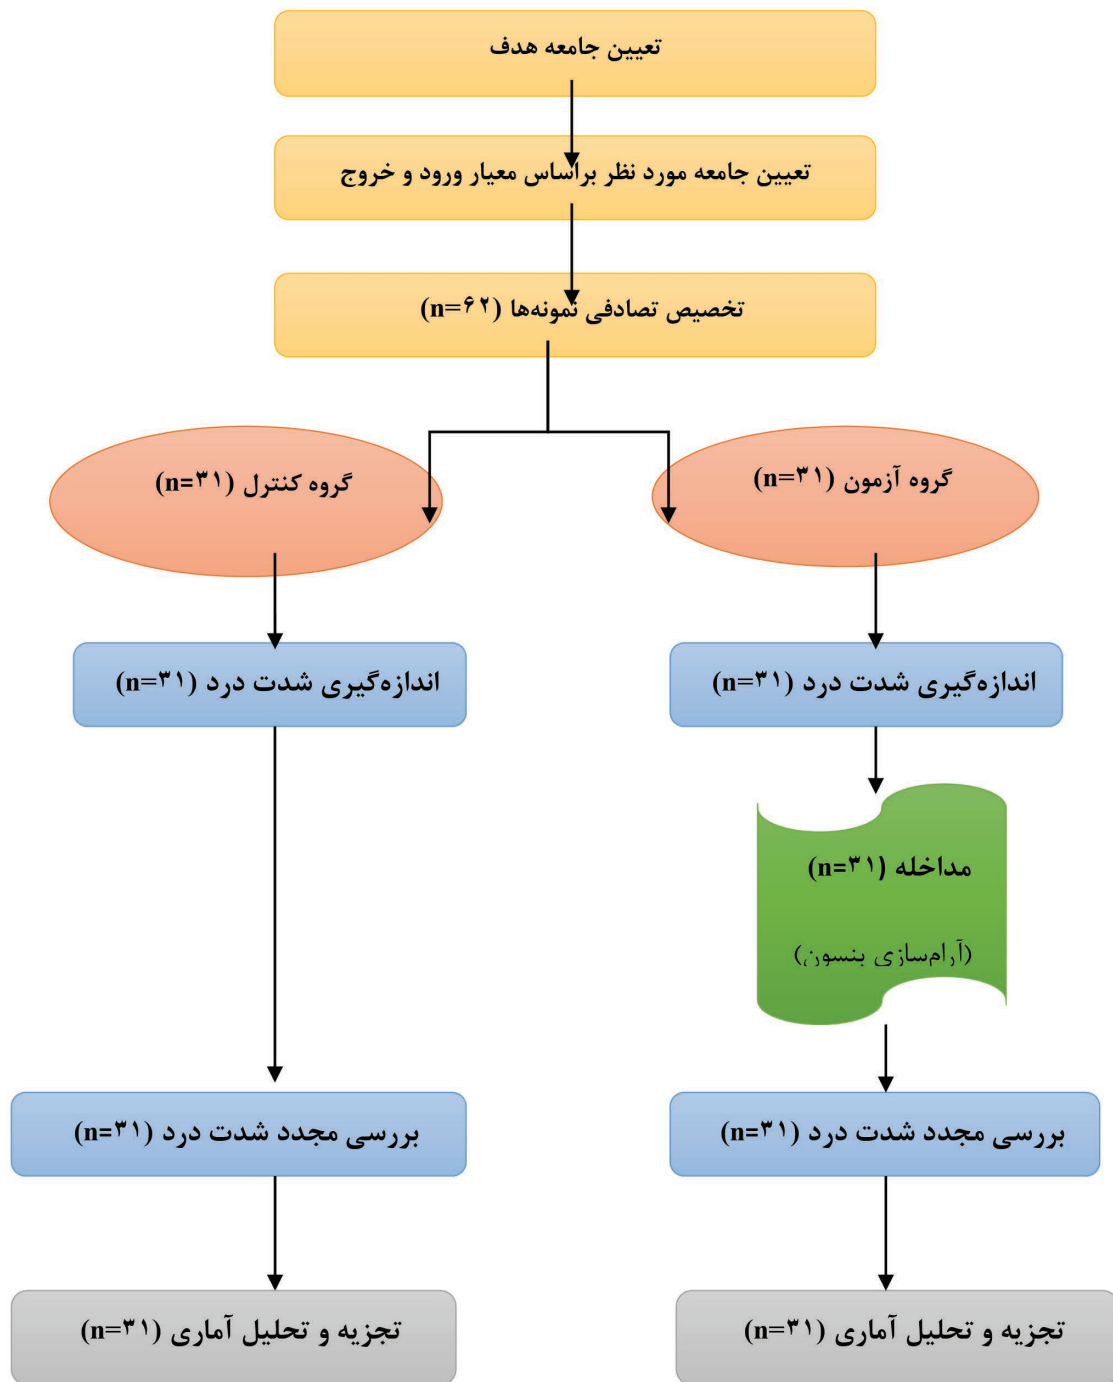 تعیین جامعه هدف
تعیین جامعه مورد نظر براساس معیار ورود و خروج
تخصیص تصادفی نمونه‌ها (n=۶۲)
گروه آزمون (n=۳۱)
گروه کنترل (n=۳۱)
اندازه‌گیری شدت درد (n=۳۱)
اندازه‌گیری شدت درد (n=۳۱)
مداخله (n=۳۱)
(آرام‌سازی بنسون)
بررسی مجدد شدت درد (n=۳۱)
بررسی مجدد شدت درد (n=۳۱)
تجزیه و تحلیل آماری (n=۳۱)
تجزیه و تحلیل آماری (n=۳۱)